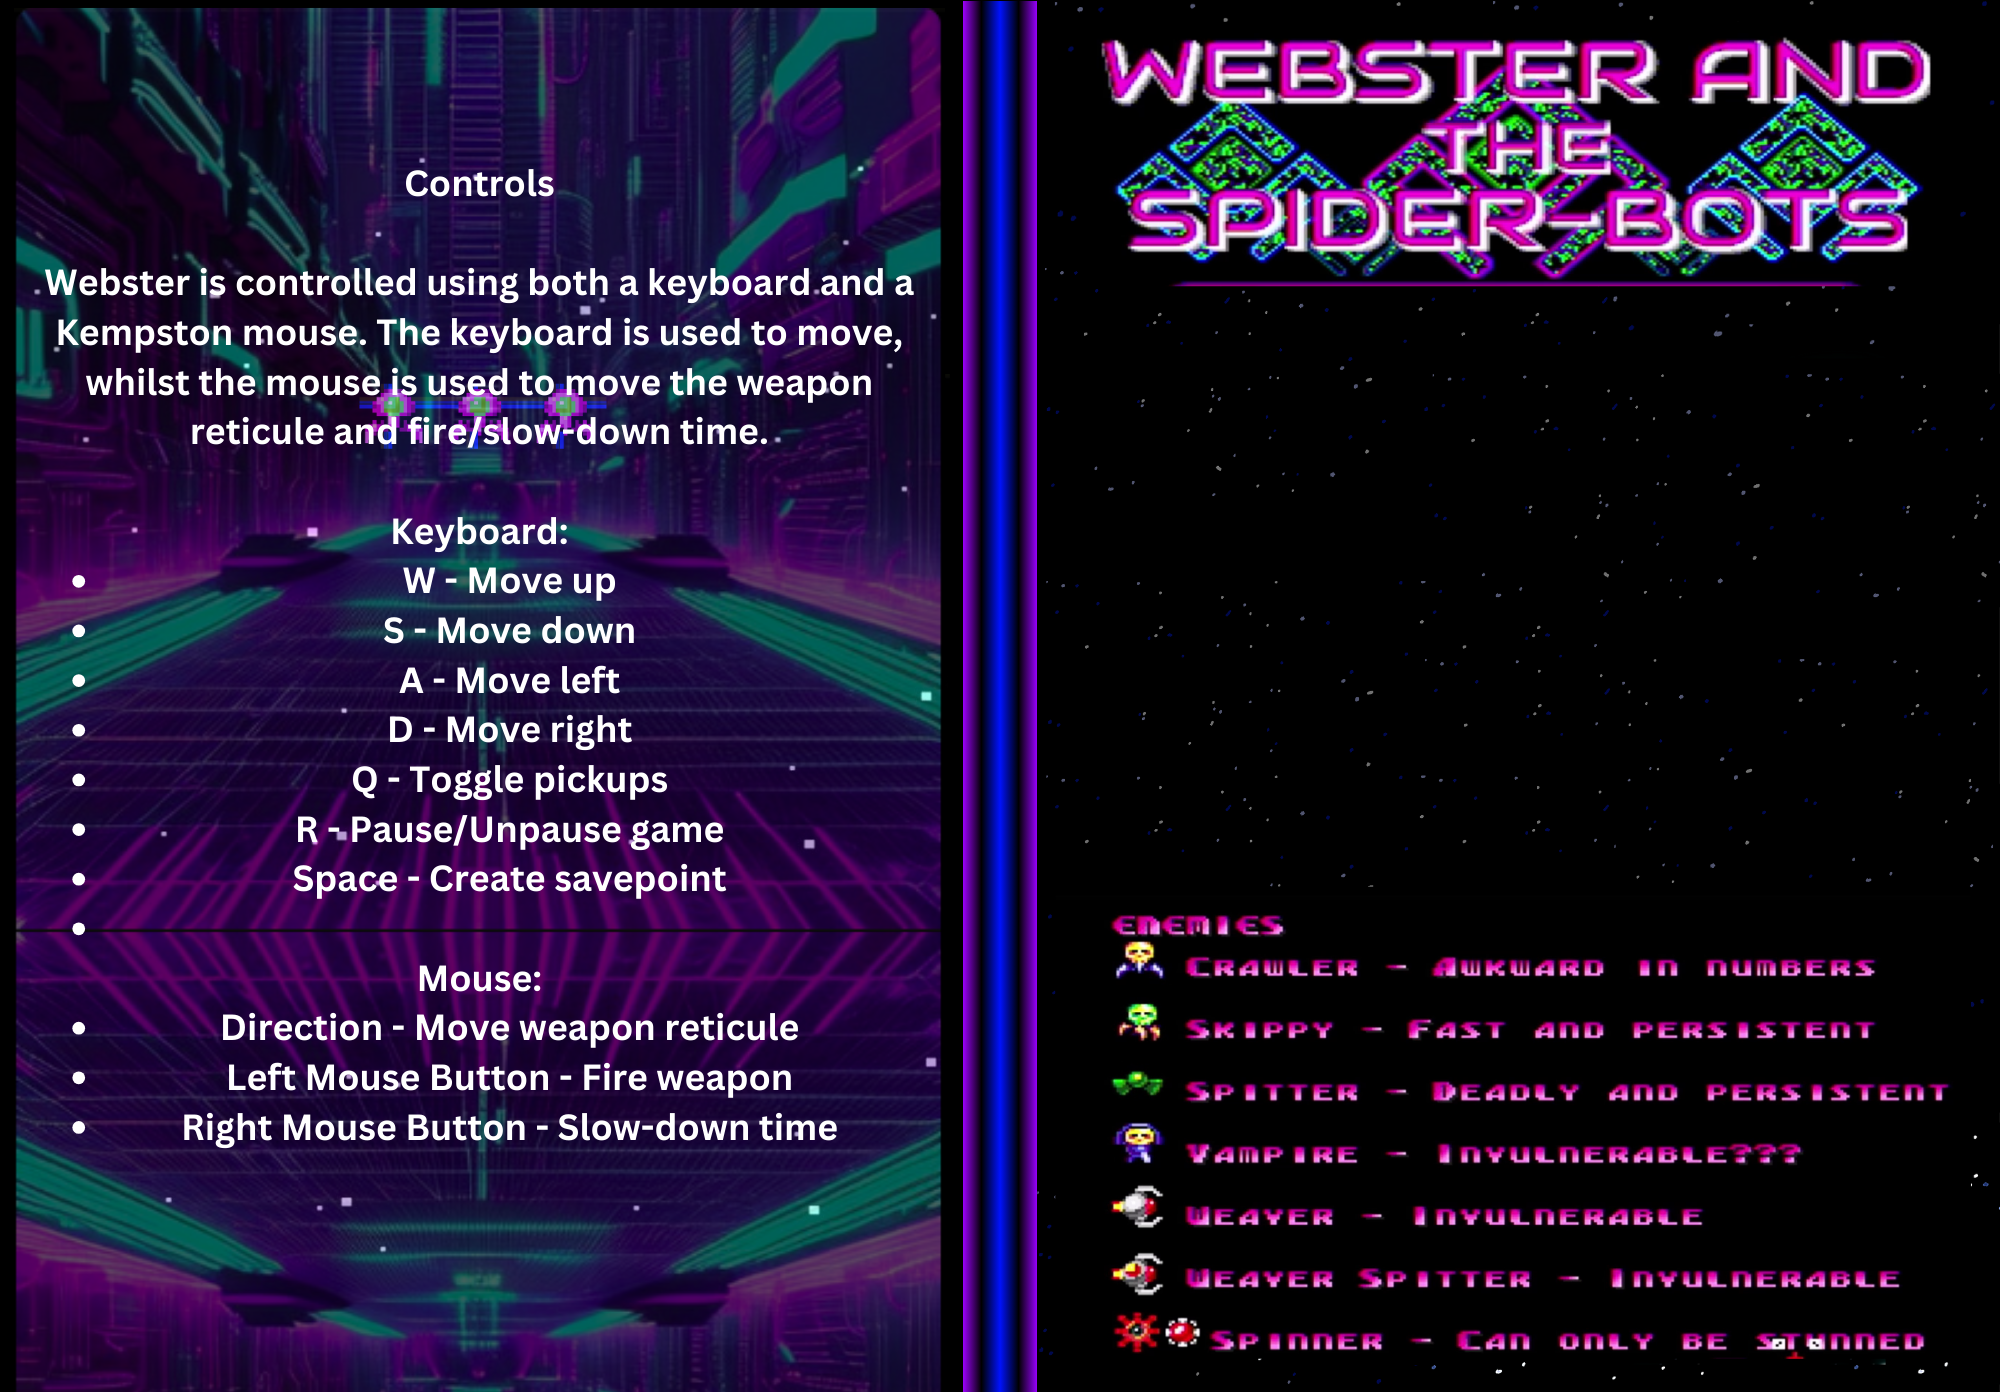 Controls
Webster is controlled using both a keyboard and a
Kempston mouse. The keyboard is used to move,
whilst the mouse is used to move the weapon
reticule and fire/slow-down time.
Keyboard:
• W - Move up
• S - Move down
• A - Move left
• D - Move right
• Q - Toggle pickups
• R - Pause/Unpause game
• Space - Create savepoint
•
Mouse:
• Direction - Move weapon reticule
• Left Mouse Button - Fire weapon
• Right Mouse Button - Slow-down time
WEBSTER AND
THE
SPIDER-BOTS
ENEMIES
CRAWLER - AWKWARD IN NUMBERS
SKIPPY - FAST AND PERSISTENT
SPITTER - DEADLY AND PERSISTENT
VAMPIRE - INVULNERABLE???
WEAVER - INVULNERABLE
WEAVER SPITTER - INVULNERABLE
SPINNER - CAN ONLY BE STUNNED